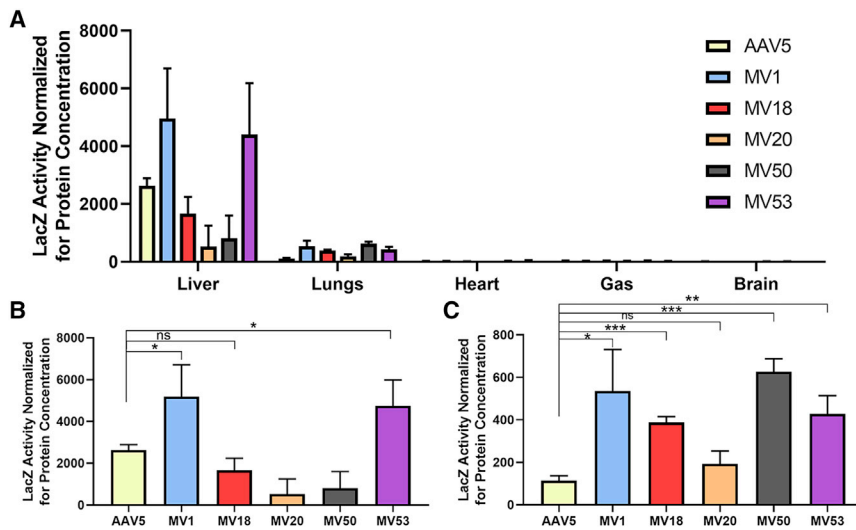 A
LacZ Activity Normalized
for Protein Concentration
8000
6000
4000
2000
0
Liver
Lungs
Heart
Gas
Brain
AAV5
MV1
MV18
MV20
MV50
MV53
B
LacZ Activity Normalized
for Protein Concentration
8000
6000
4000
2000
0
*
ns
*
AAV5
MV1
MV18
MV20
MV50
MV53
C
LacZ Activity Normalized
for Protein Concentration
800
600
400
200
0
**
***
ns
***
*
AAV5
MV1
MV18
MV20
MV50
MV53